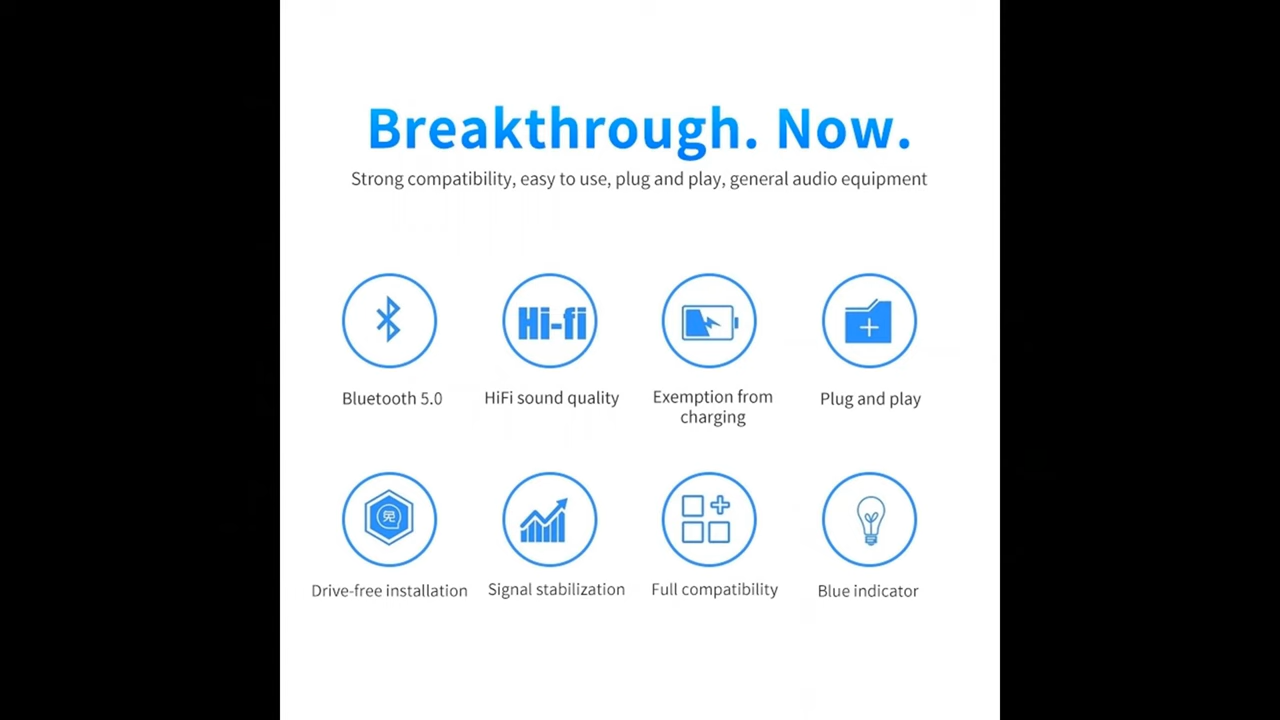 Breakthrough. Now.
Strong compatibility, easy to use, plug and play, general audio equipment
Hi-fi
Bluetooth 5.0
HiFi sound quality
Exemption from
charging
Plug and play
免
Drive-free installation
Signal stabilization
Full compatibility
Blue indicator